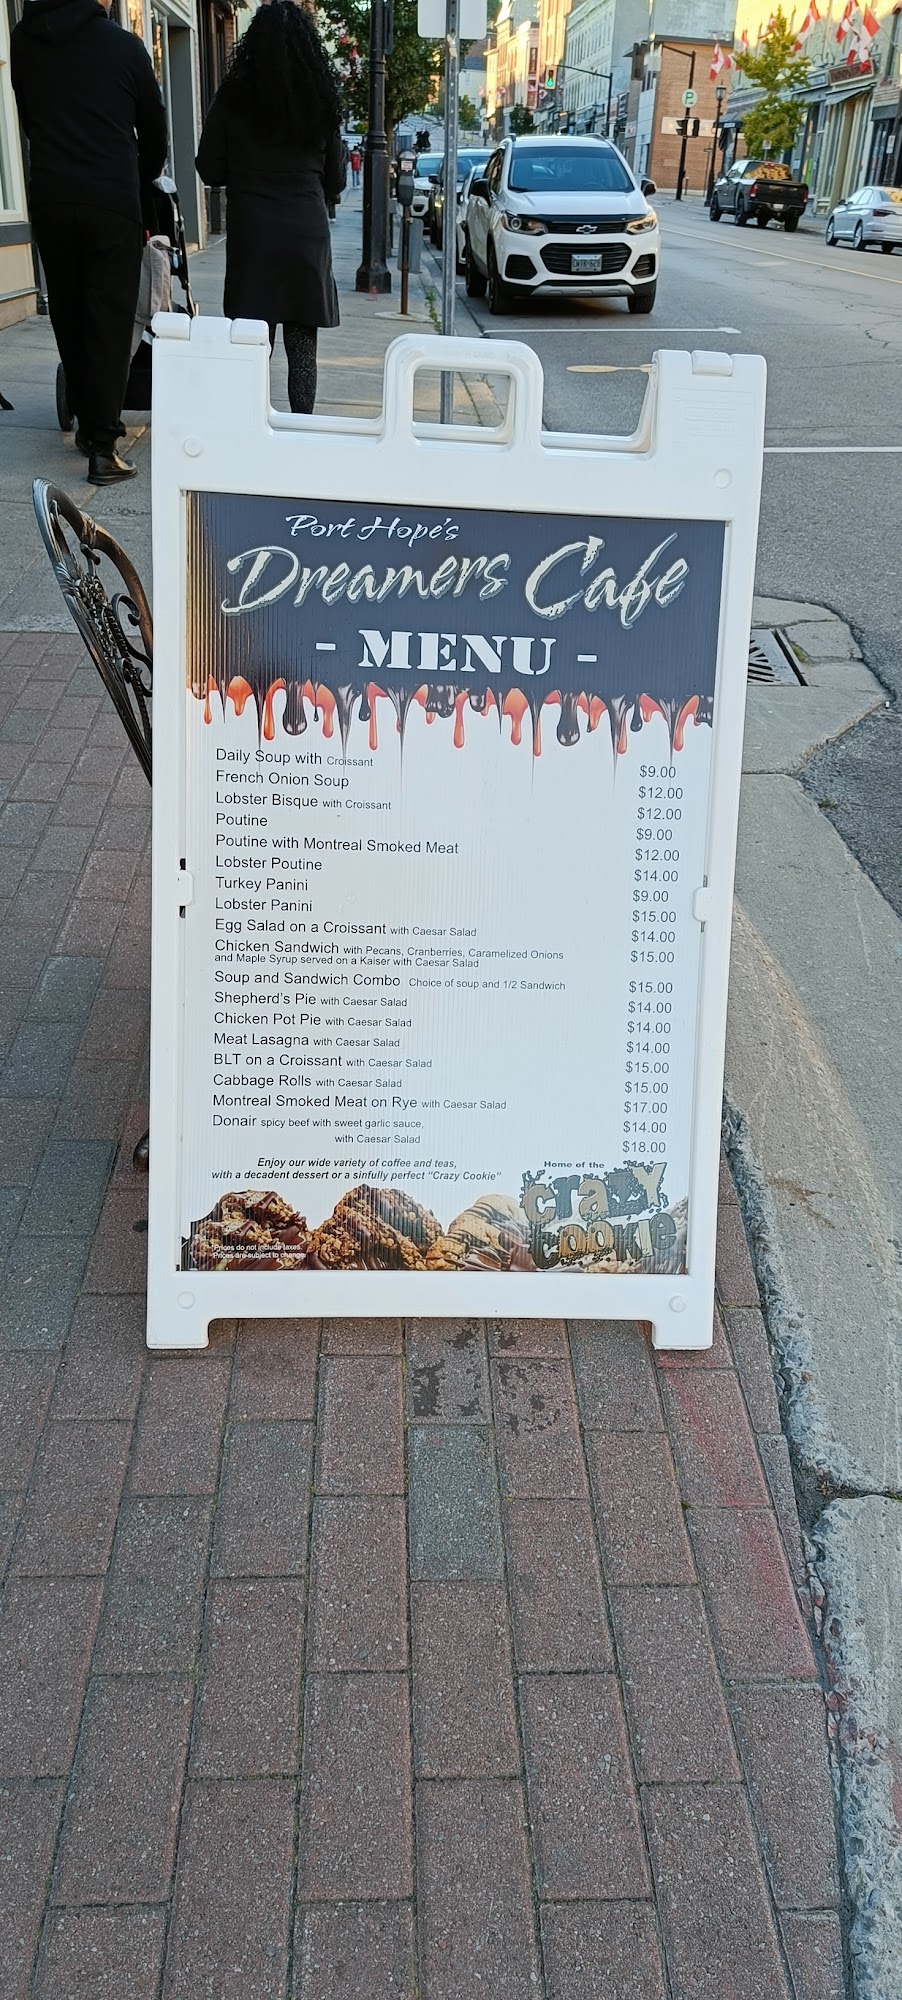 Port Hope's
Dreamers Cafe
- MENU -
Daily Soup with Croissant $9.00
French Onion Soup $12.00
Lobster Bisque with Croissant $12.00
Poutine $9.00
Poutine with Montreal Smoked Meat $12.00
Lobster Poutine $14.00
Turkey Panini $9.00
Lobster Panini $15.00
Egg Salad on a Croissant with Caesar Salad $14.00
Chicken Sandwich with Pecans, Cranberries, Caramelized Onions $15.00
and Maple Syrup served on a Kaiser with Caesar Salad
Soup and Sandwich Combo Choice of soup and 1/2 Sandwich $15.00
Shepherd's Pie with Caesar Salad $14.00
Chicken Pot Pie with Caesar Salad $14.00
Meat Lasagna with Caesar Salad $14.00
BLT on a Croissant with Caesar Salad $15.00
Cabbage Rolls with Caesar Salad $15.00
Montreal Smoked Meat on Rye with Caesar Salad $17.00
Donair spicy beef with sweet garlic sauce, $14.00
with Caesar Salad $18.00
Enjoy our wide variety of coffee and teas,
with a decadent dessert or a sinfully perfect "Crazy Cookie"
Home of the
Crazy
Cookie
Prices do not include taxes.
Prices are subject to change